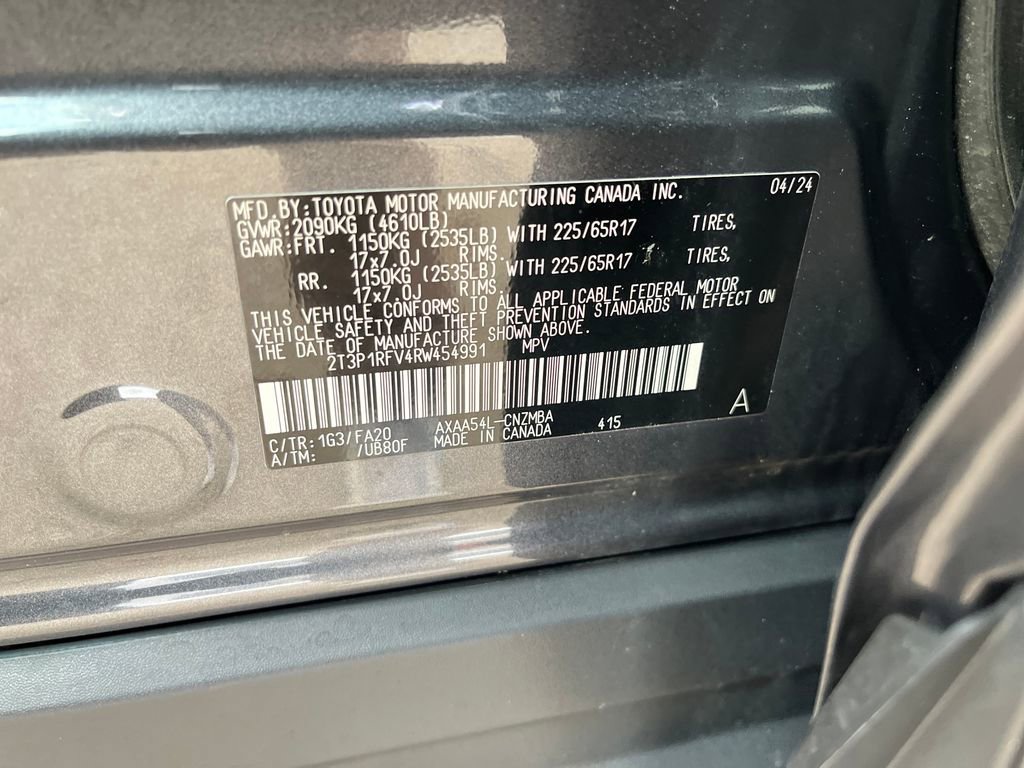 MFD.BY:TOYOTA MOTOR MANUFACTURING CANADA INC. 04/24
GVWR:2090KG (4610LB)
GAWR:FRT. 1150KG (2535LB) WITH 225/65R17 TIRES,
17x7.0J RIMS.
RR. 1150KG (2535LB) WITH 225/65R17 TIRES,
17x7.0J RIMS.
THIS VEHICLE CONFORMS TO ALL APPLICABLE FEDERAL MOTOR
VEHICLE SAFETY AND THEFT PREVENTION STANDARDS IN EFFECT ON
THE DATE OF MANUFACTURE SHOWN ABOVE.
2T3P1RFV4RW454991 MPV
A
C/TR:1G3/FA20 AXAA54L-CNZMBA 415
A/TM: /UB80F MADE IN CANADA